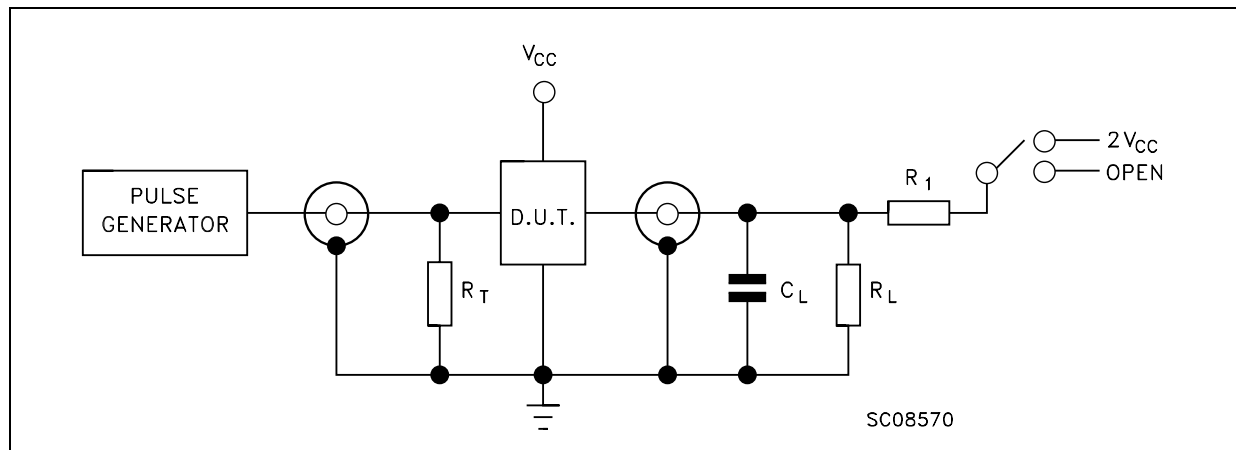 VCC
2VCC
OPEN
R1
PULSE
GENERATOR
D.U.T.
RT
CL
RL
SC08570